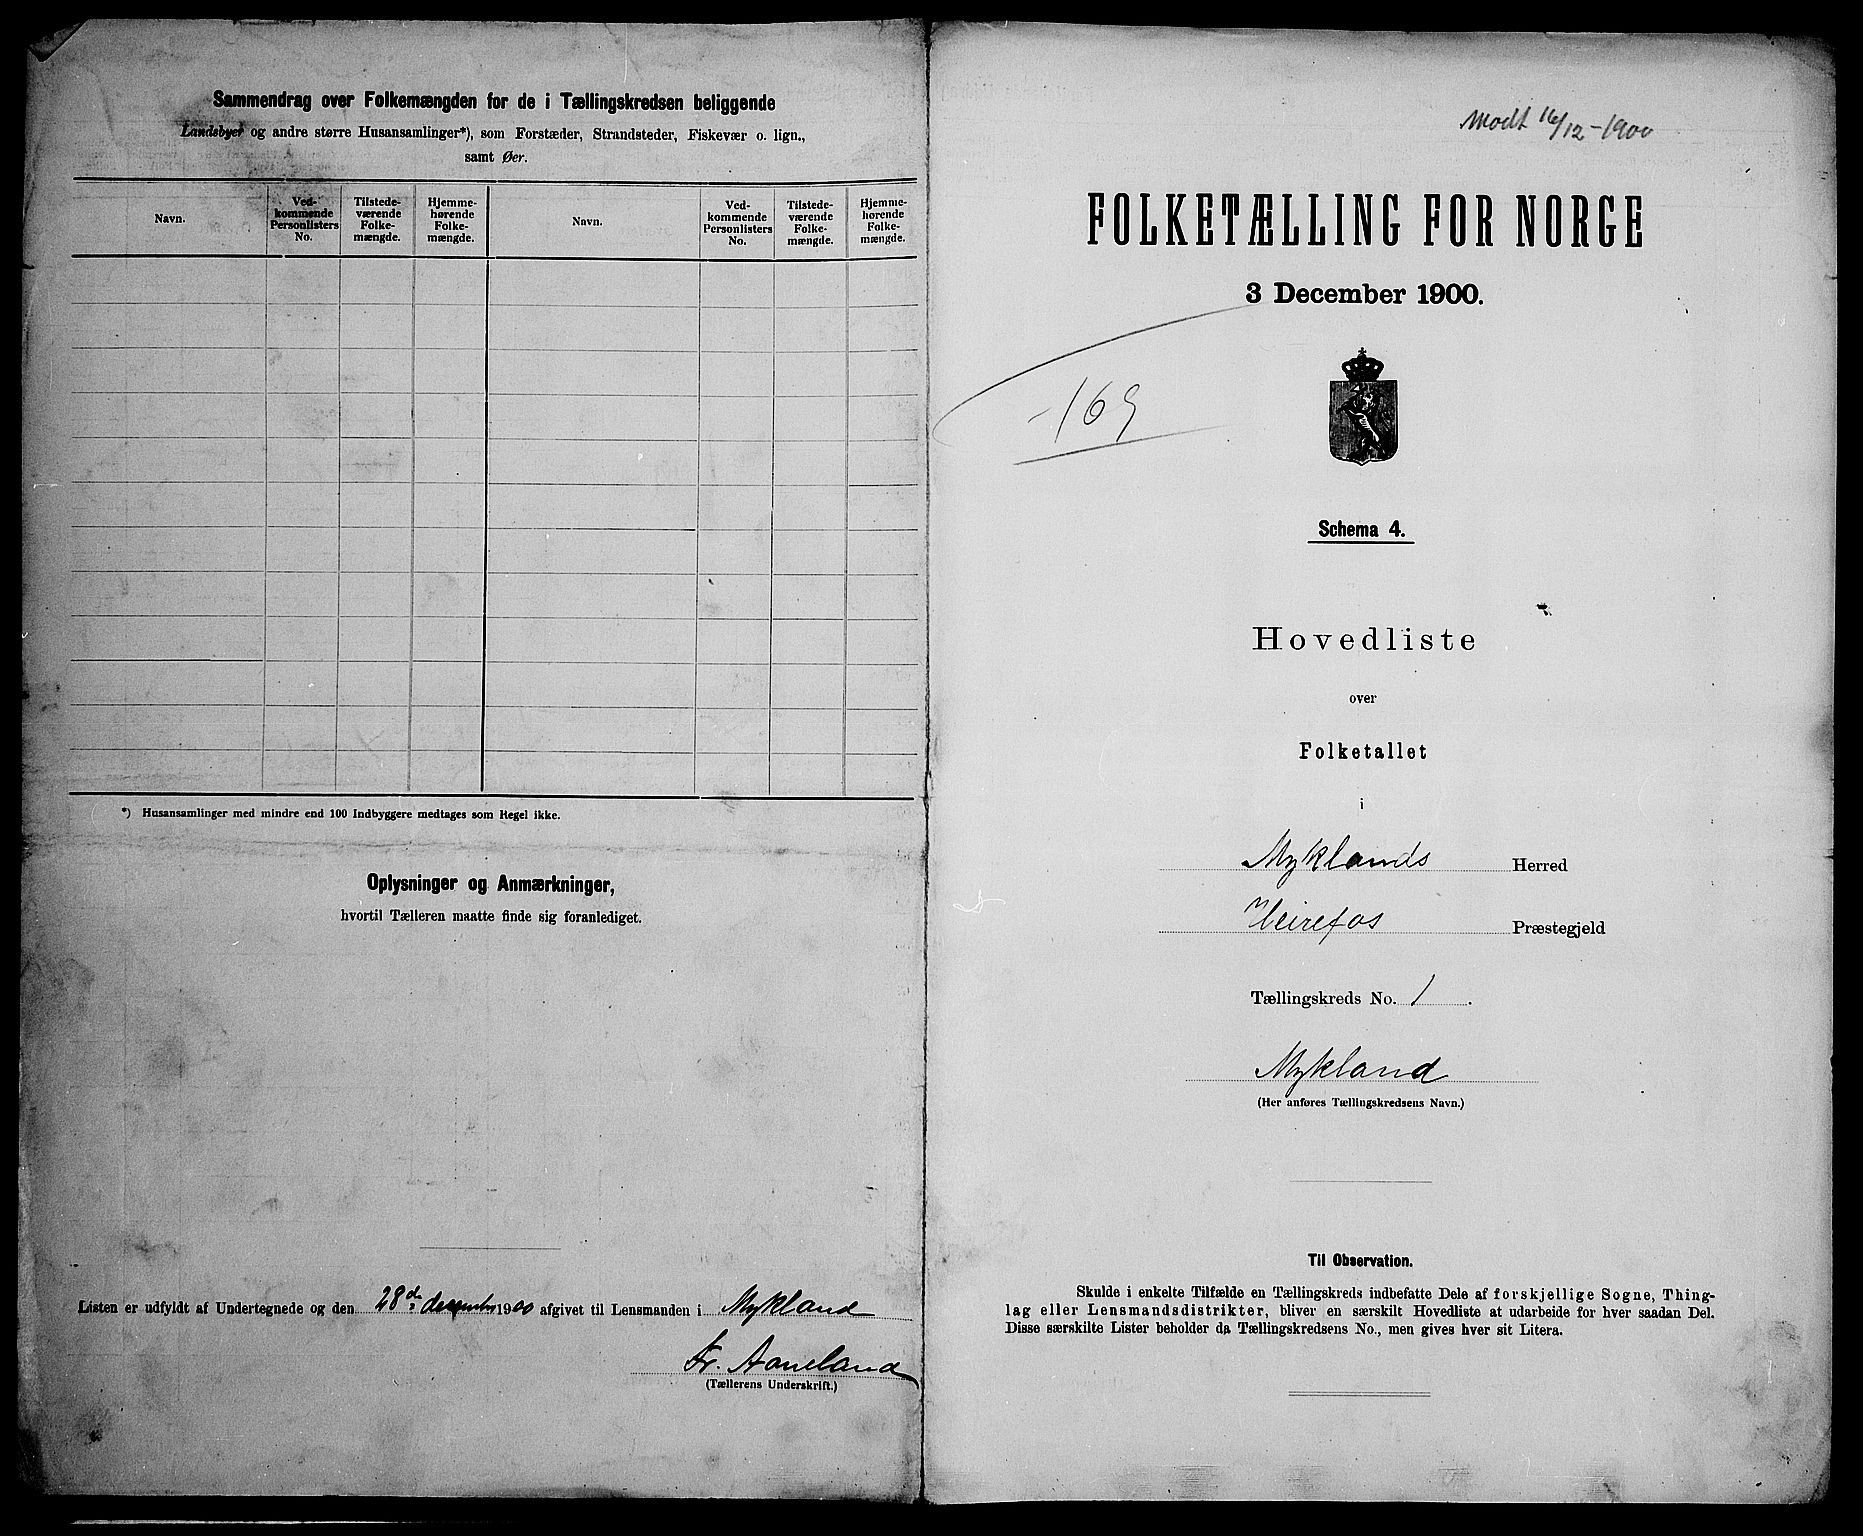 Sammendrag over Folkemængden for de i Tællingskredsen beliggende
Landsbyer og andre større Husansamlinger*), som Forstæder, Strandsteder, Fiskevær o. lign.,
samt Øer.
Navn. Ved-kommende Personlisters No. Tilstede-værende Folke-mængde. Hjemme-hørende Folke-mængde. Navn. Ved-kommende Personlisters No. Tilstede-værende Folke-mængde. Hjemme-hørende Folke-mængde.
*) Husansamlinger med mindre end 100 Indbyggere medtages som Regel ikke.
Oplysninger og Anmærkninger,
hvortil Tælleren maatte finde sig foranlediget.
Listen er udfyldt af Undertegnede og den 28de december 1900 afgivet til Lensmanden i Mykland
Fr. Aaneland
(Tællerens Underskrift.)
Modt 16/12-1900
FOLKETÆLLING FOR NORGE
3 December 1900.
-169
Schema 4.
Hovedliste
over
Folketallet
i
Myklands Herred
Heirefos Præstegjeld
Tællingskreds No. 1.
Mykland
(Her anføres Tællingskredsens Navn.)
Til Observation.
Skulde i enkelte Tilfælde en Tællingskreds indbefatte Dele af forskjellige Sogne, Thing-
lag eller Lensmandsdistrikter, bliver en særskilt Hovedliste at udarbeide for hver saadan Del.
Disse særskilte Lister beholder da Tællingskredsens No., men gives hver sit Litera.